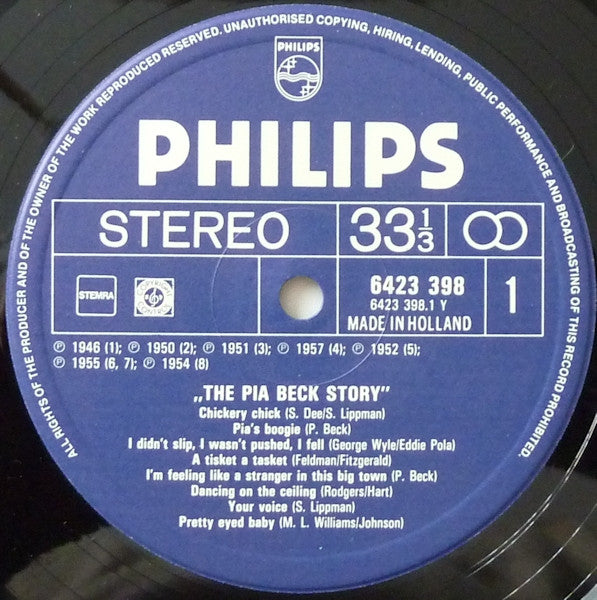 ALL RIGHTS OF THE PRODUCER AND OF THE OWNER OF THE WORK REPRODUCED RESERVED. UNAUTHORISED COPYING, HIRING, LENDING, PUBLIC PERFORMANCE AND BROADCASTING OF THIS RECORD PROHIBITED.
PHILIPS
PHILIPS
STEREO 33 1/3
STEMRA
6423 398
6423 398.1 Y
MADE IN HOLLAND
1
℗ 1946 (1); ℗ 1950 (2); ℗ 1951 (3); ℗ 1957 (4); ℗ 1952 (5);
℗ 1955 (6, 7); ℗ 1954 (8)
„THE PIA BECK STORY"
Chickery chick (S. Dee/S. Lippman)
Pia's boogie (P. Beck)
I didn't slip, I wasn't pushed, I fell (George Wyle/Eddie Pola)
A tisket a tasket (Feldman/Fitzgerald)
I'm feeling like a stranger in this big town (P. Beck)
Dancing on the ceiling (Rodgers/Hart)
Your voice (S. Lippman)
Pretty eyed baby (M. L. Williams/Johnson)